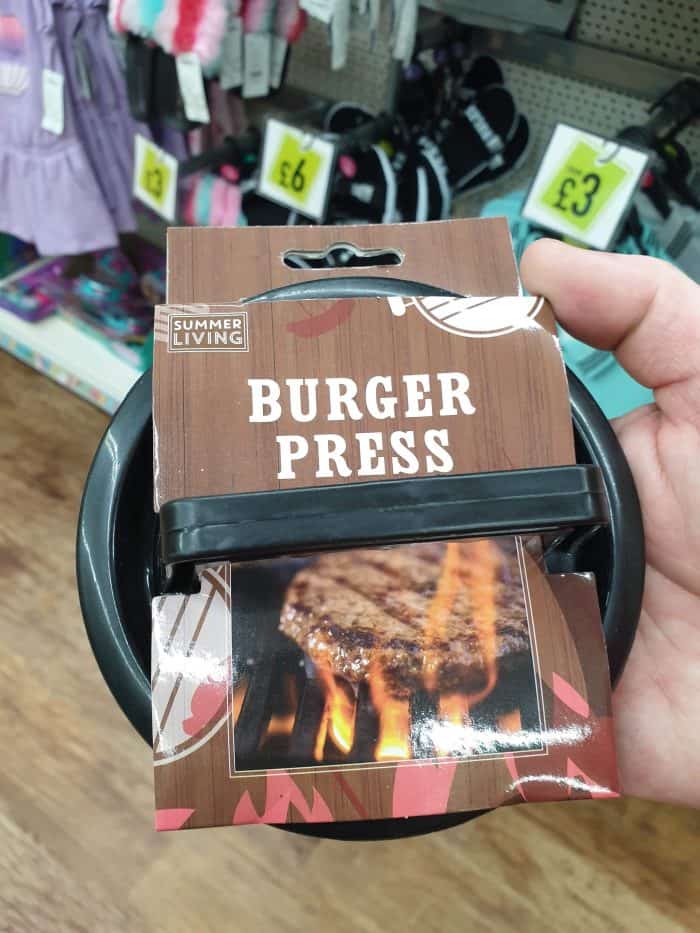 £3
£6
£3
SUMMER
LIVING
BURGER
PRESS